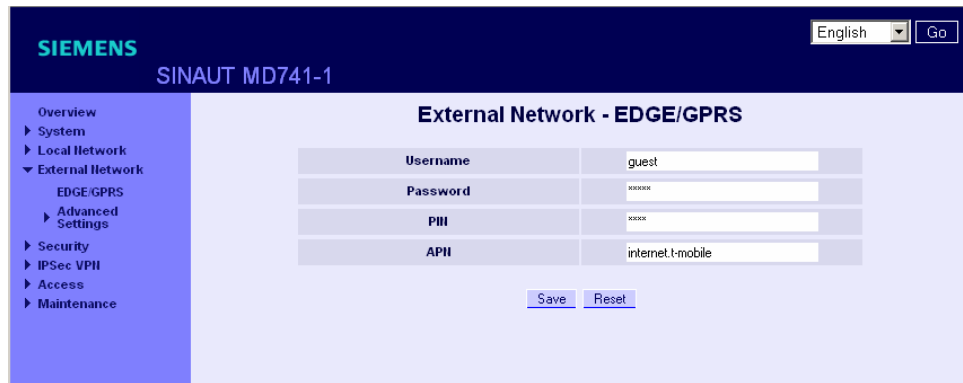 English
Go
SIEMENS
SINAUT MD741-1
Overview
System
Local Network
External Network
EDGE/GPRS
Advanced
Settings
Security
IPSec VPN
Access
Maintenance
External Network - EDGE/GPRS
Username guest
Password *****
PIN ****
APN internet.t-mobile
Save Reset